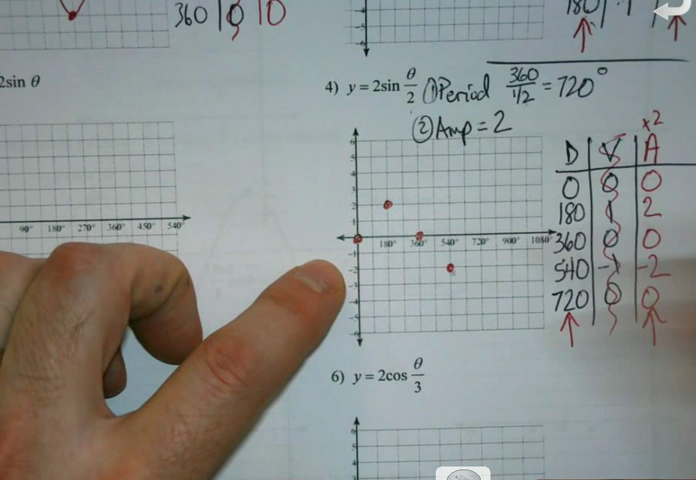 360 0 10
180 1
2sin θ
4) y = 2sin θ/2 ① Period 360/1/2 = 720°
② Amp = 2
x2
D V A
0 0 0
180 1 2
360 0 0
540 -1 -2
720 0 0
90° 180° 270° 360° 450° 540°
180° 360° 540° 720° 900° 1080°
6) y = 2cos θ/3